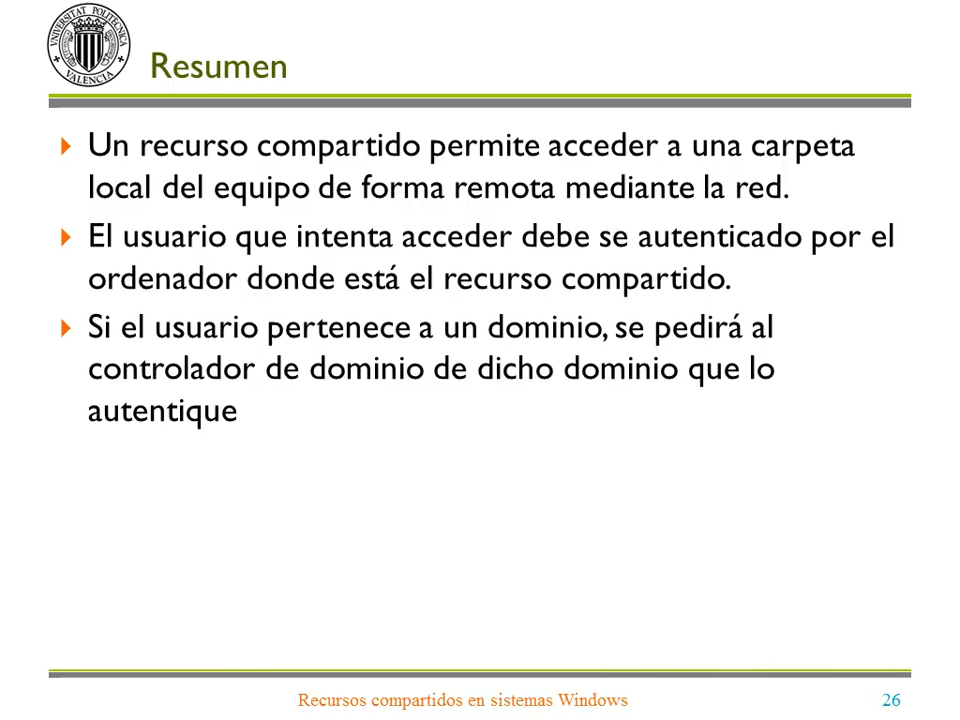 UNIVERSITAT POLITECNICA
VALENCIA
Resumen
Un recurso compartido permite acceder a una carpeta
local del equipo de forma remota mediante la red.
El usuario que intenta acceder debe se autenticado por el
ordenador donde está el recurso compartido.
Si el usuario pertenece a un dominio, se pedirá al
controlador de dominio de dicho dominio que lo
autentique
Recursos compartidos en sistemas Windows
26